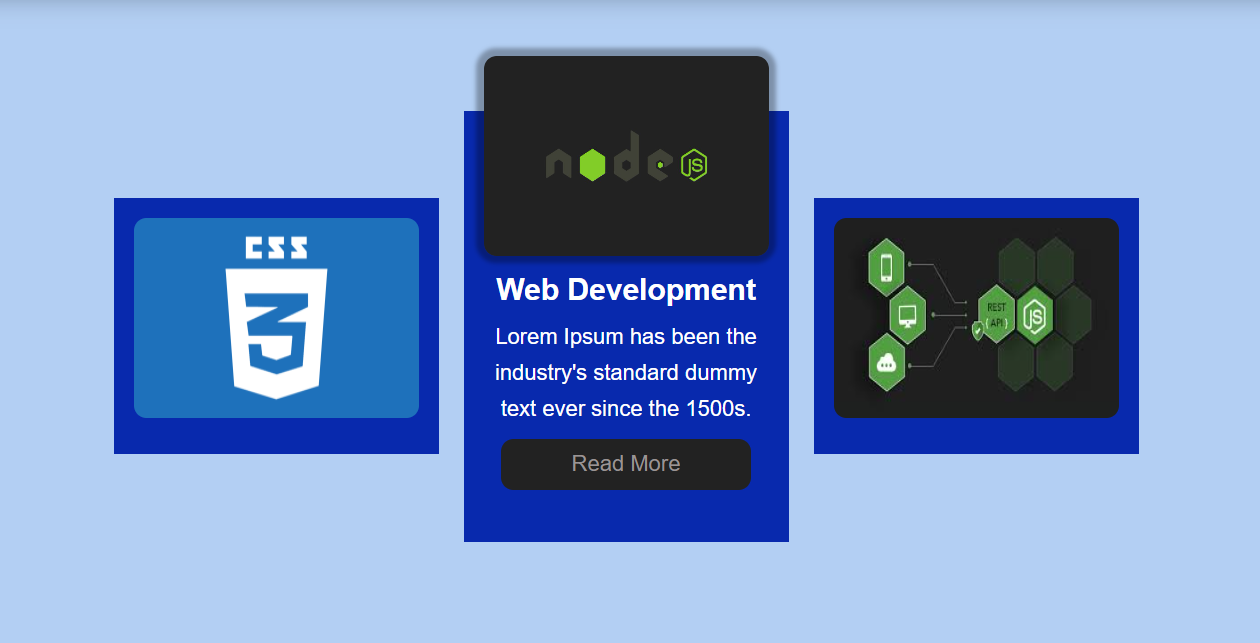 CSS
3
node
JS
Web Development
Lorem Ipsum has been the
industry's standard dummy
text ever since the 1500s.
Read More
REST
{ API }
JS